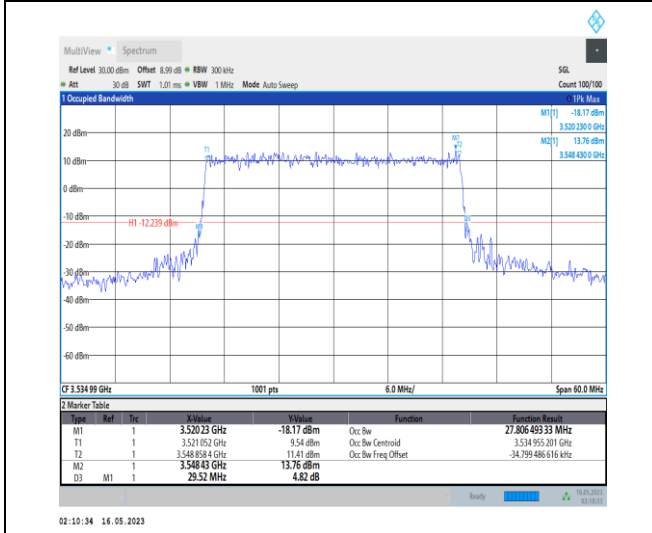 MultiView Spectrum
Ref Level 30.00 dBm Offset 8.99 dB RBW 300 kHz SGL
Att 30 dB SWT 1.01 ms VBW 1 MHz Mode Auto Sweep Count 100/100
1 Occupied Bandwidth 1Pk Max
M1[1] -18.17 dBm
3.520 230 0 GHz
M2[1] 13.76 dBm
3.548 430 0 GHz
20 dBm
10 dBm
0 dBm
-10 dBm
H1 -12.239 dBm
-20 dBm
-30 dBm
-40 dBm
-50 dBm
-60 dBm
T1
M2
T2
CF 3.534 99 GHz 1001 pts 6.0 MHz/ Span 60.0 MHz
2 Marker Table
Type Ref Trc X-Value Y-Value Function Function Result
M1 1 3.520 23 GHz -18.17 dBm Occ Bw 27.806 493 33 MHz
T1 1 3.521 052 GHz 9.54 dBm Occ Bw Centroid 3.534 955 201 GHz
T2 1 3.548 858 4 GHz 11.41 dBm Occ Bw Freq Offset -34.799 486 616 kHz
M2 1 3.548 43 GHz 13.76 dBm
D3 M1 1 29.52 MHz 4.82 dB
Ready 16.05.2023
02:10:33
02:10:34 16.05.2023